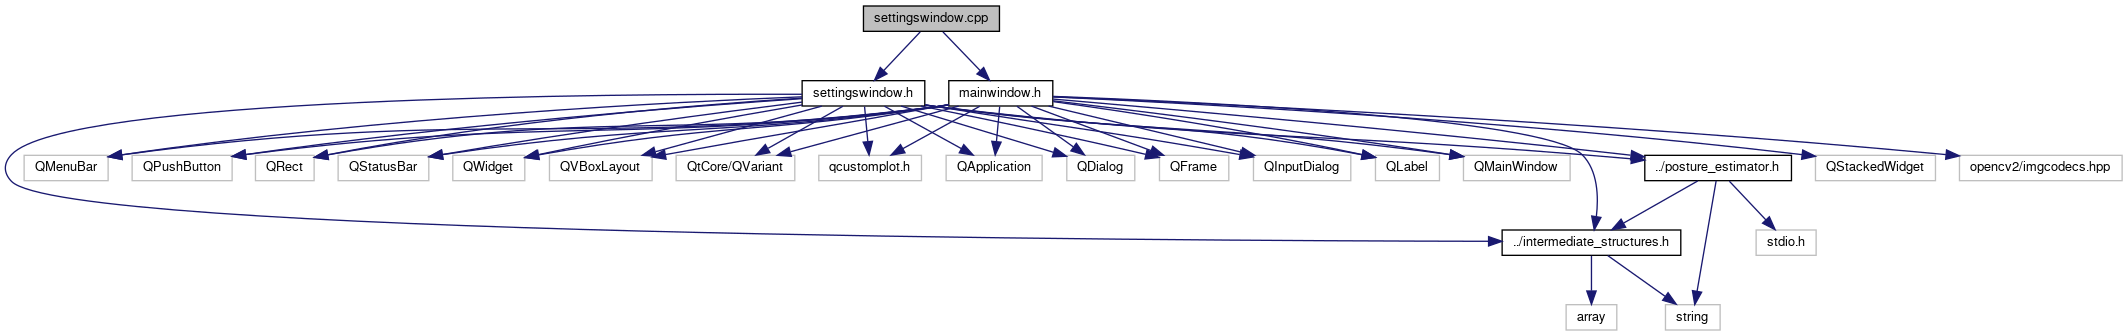 settingswindow.cpp
settingswindow.h
mainwindow.h
QMenuBar
QPushButton
QRect
QStatusBar
QWidget
QVBoxLayout
QtCore/QVariant
qcustomplot.h
QApplication
QDialog
QFrame
QInputDialog
QLabel
QMainWindow
../posture_estimator.h
QStackedWidget
opencv2/imgcodecs.hpp
../intermediate_structures.h
stdio.h
array
string